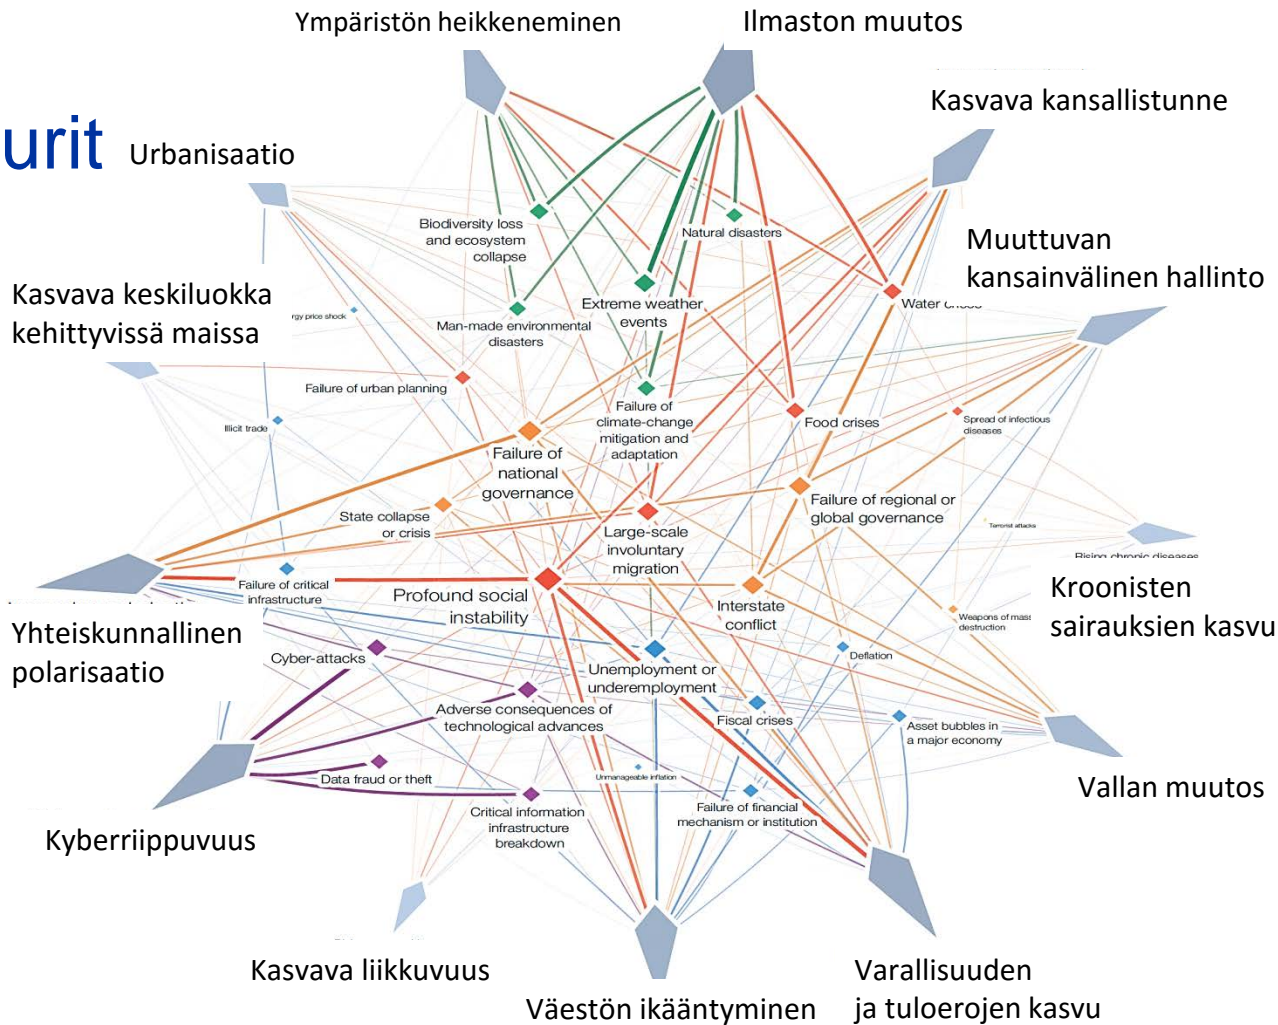 Ympäristön heikkeneminen
Ilmaston muutos
Kasvava kansallistunne
urit
Urbanisaatio
Biodiversity loss
and ecosystem
collapse
Natural disasters
Muuttuvan
kansainvälinen hallinto
Kasvava keskiluokka
kehittyvissä maissa
rgy price shock
Man-made environmental
disasters
Extreme weather
events
Water
Failure of urban planning
Illicit trade
Failure of
climate-change
mitigation and
adaptation
Food crises
Spread of infectious
diseases
Failure of
national
governance
State collapse
or crisis
Large-scale
involuntary
migration
Failure of regional or
global governance
Terrorist attacks
Rising chronic diseases
Failure of critical
infrastructure
Profound social
instability
Interstate
conflict
Kroonisten
sairauksien kasvu
Weapons of mass
destruction
Yhteiskunnallinen
polarisaatio
Cyber-attacks
Unemployment or
underemployment
Deflation
Adverse consequences of
technological advances
Fiscal crises
Asset bubbles in
a major economy
Data fraud or theft
Unmanageable inflation
Vallan muutos
Critical information
infrastructure
breakdown
Failure of financial
mechanism or institution
Kyberriippuvuus
Kasvava liikkuvuus
Väestön ikääntyminen
Varallisuuden
ja tuloerojen kasvu